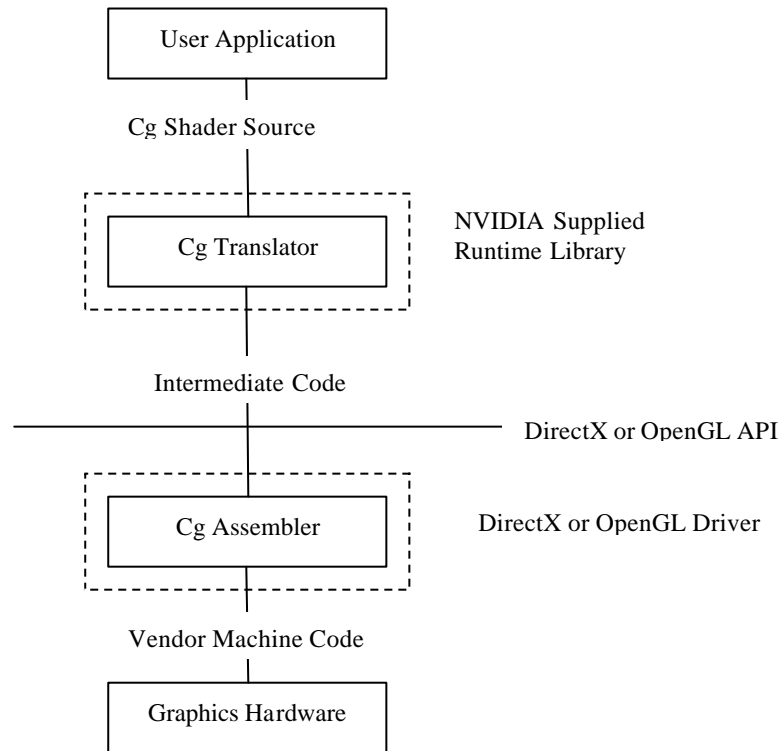 User Application
Cg Shader Source
NVIDIA Supplied
Runtime Library
Cg Translator
Intermediate Code
DirectX or OpenGL API
Cg Assembler
DirectX or OpenGL Driver
Vendor Machine Code
Graphics Hardware